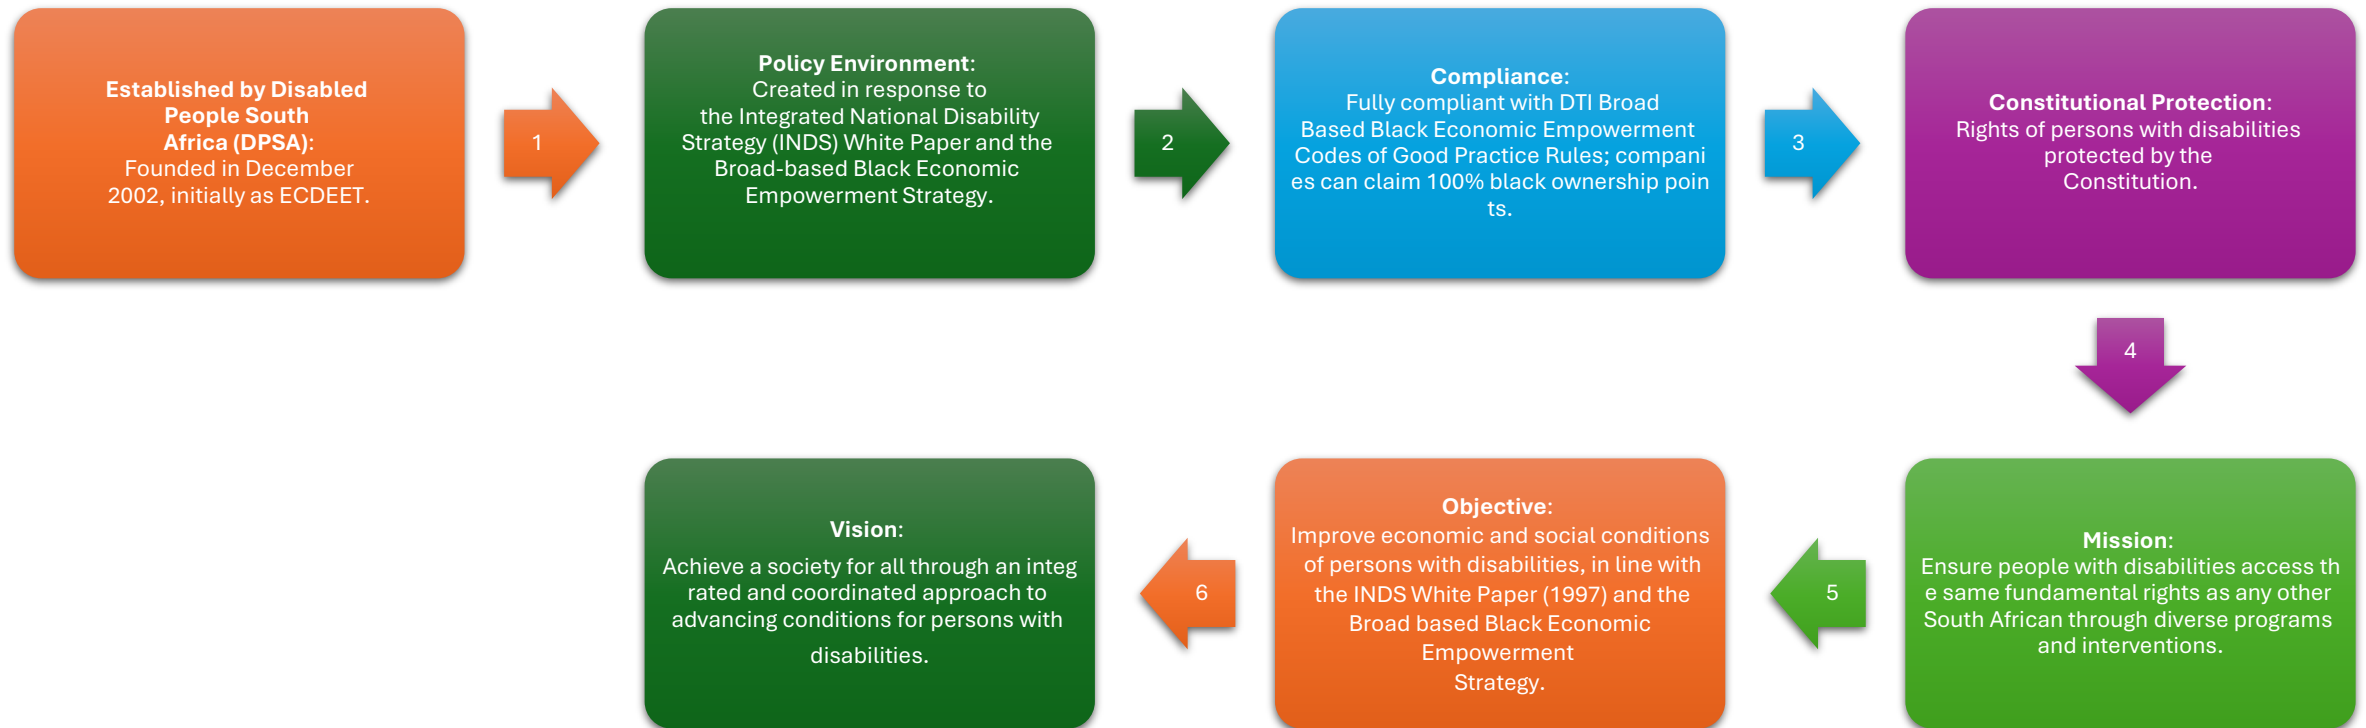 Established by Disabled
People South
Africa (DPSA):
Founded in December
2002, initially as ECDEET.
1
Policy Environment:
Created in response to
the Integrated National Disability
Strategy (INDS) White Paper and the
Broad-based Black Economic
Empowerment Strategy.
2
Compliance:
Fully compliant with DTI Broad
Based Black Economic Empowerment
Codes of Good Practice Rules; compani
es can claim 100% black ownership poin
ts.
3
Constitutional Protection:
Rights of persons with disabilities
protected by the
Constitution.
4
Mission:
Ensure people with disabilities access th
e same fundamental rights as any other
South African through diverse programs
and interventions.
5
Objective:
Improve economic and social conditions
of persons with disabilities, in line with
the INDS White Paper (1997) and the
Broad based Black Economic
Empowerment
Strategy.
6
Vision:
Achieve a society for all through an integ
rated and coordinated approach to
advancing conditions for persons with
disabilities.